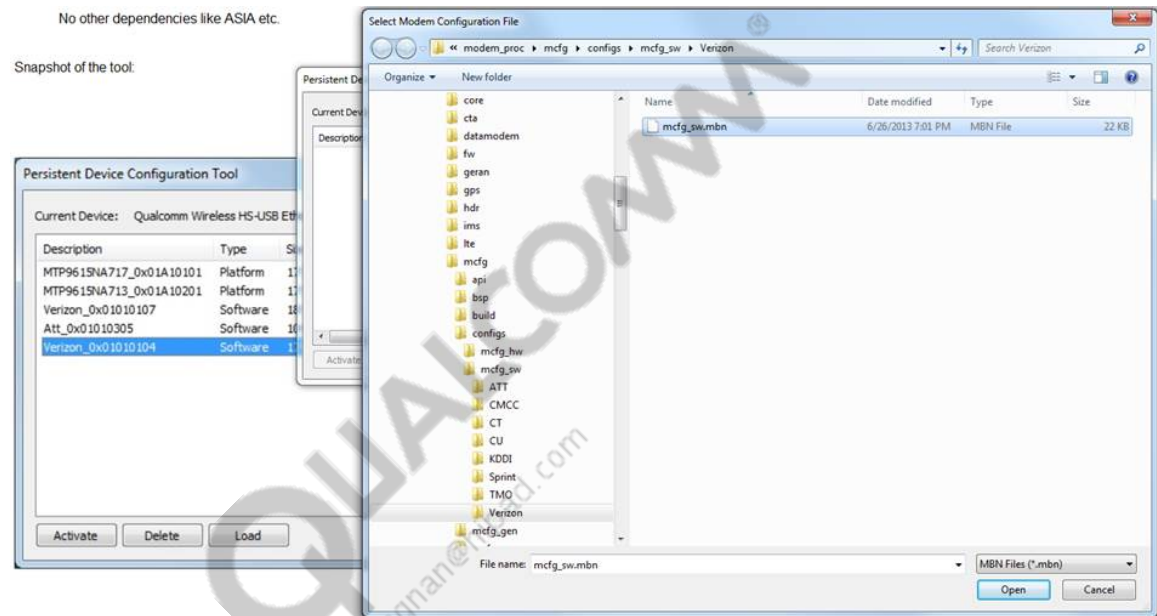 No other dependencies like ASIA etc.
Snapshot of the tool:
Persistent Device Configuration Tool
Current Device: Qualcomm Wireless HS-USB
Description Type
MTP9615NA717_0x01A10101 Platform
MTP9615NA713_0x01A10201 Platform
Verizon_0x01010107 Software
Att_0x01010305 Software
Verizon_0x01010104 Software
Activate Delete Load
Persistent
Current
Description
Activate
Select Modem Configuration File
« modem_proc mcfg configs mcfg_sw Verizon
Search Verizon
Organize New folder
core
cta
datamodem
fw
geran
gps
hdr
ims
lte
mcfg
api
bsp
build
configs
mcfg_hw
mcfg_sw
ATT
CMCC
CT
CU
KDDI
Sprint
TMO
Verizon
mcfg_gen
Name Date modified Type Size
mcfg_sw.mbn 6/26/2013 7:01 PM MBN File 22 KB
File name: mcfg_sw.mbn
MBN Files (*.mbn)
Open Cancel
QUALCOMM